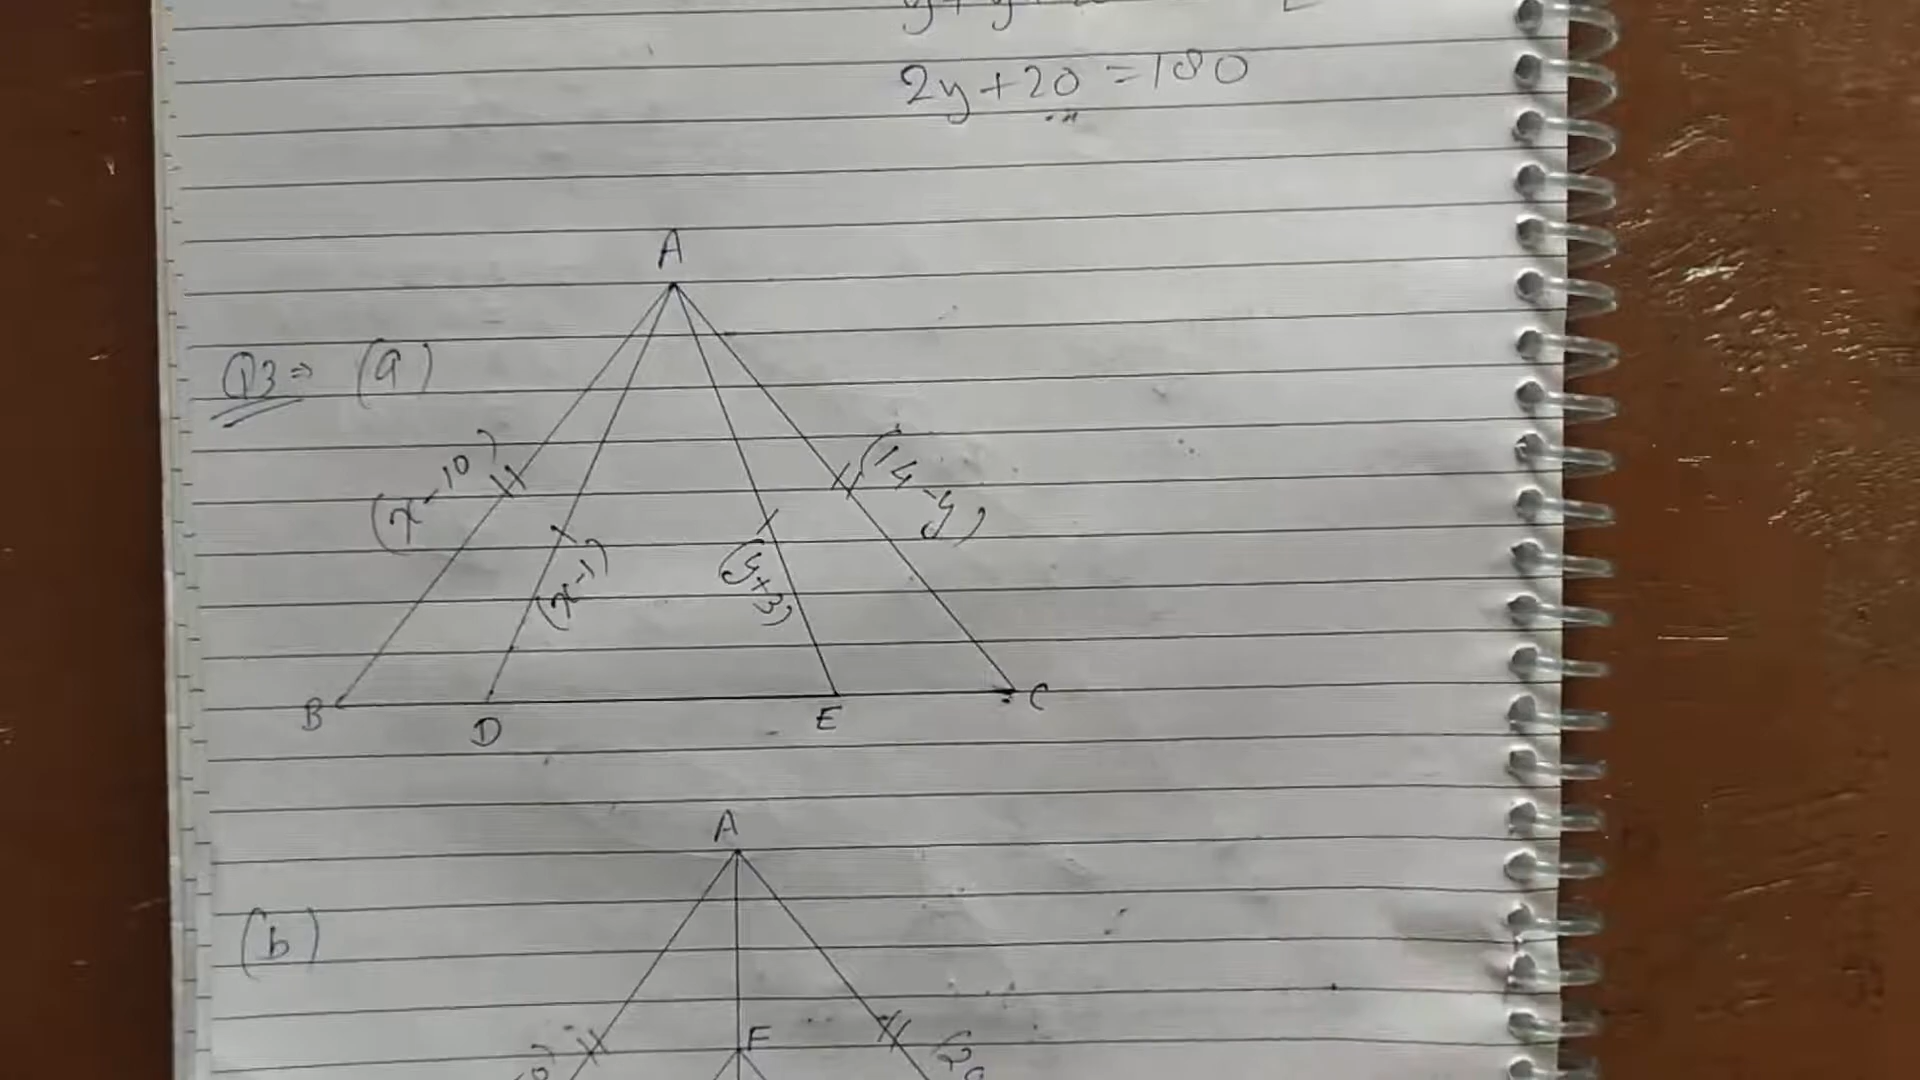 2y+20 =180
A
Q3⇒ (a)
(x-10)
(14-y)
(x-1)
(y+3)
B
D
E
C
A
(b)
F